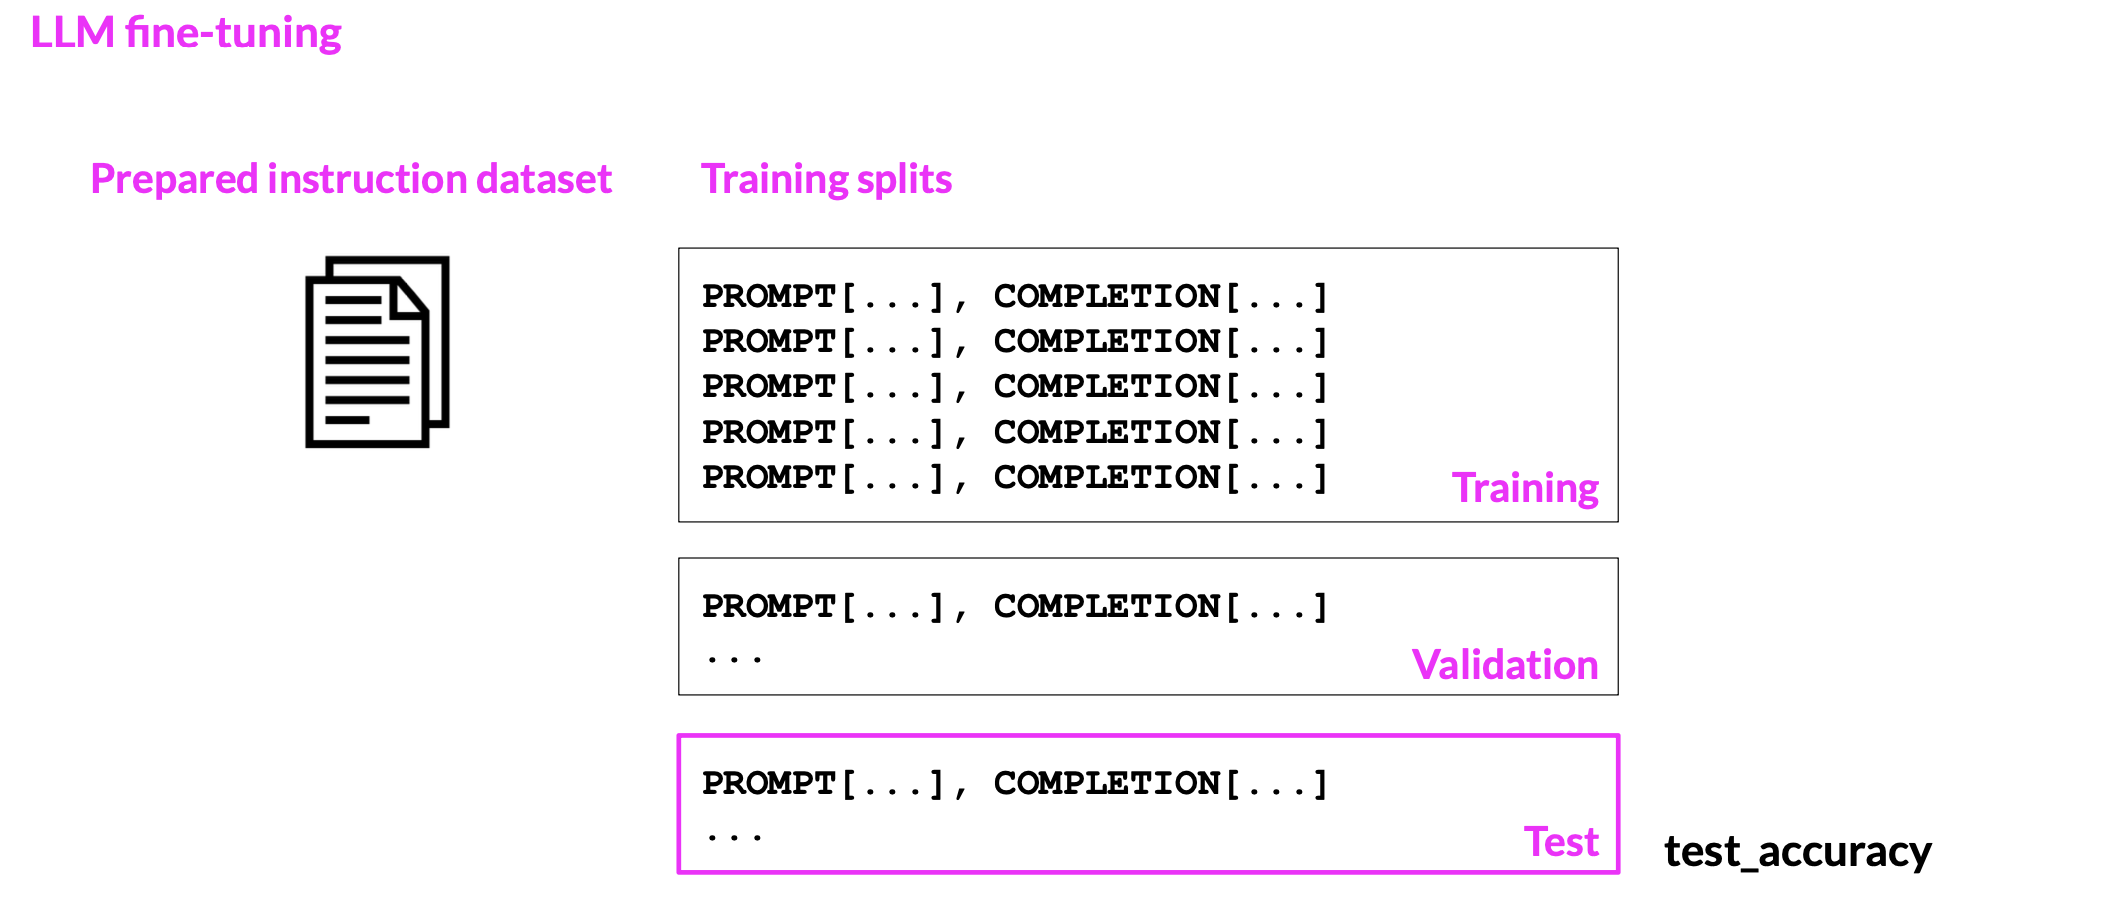 LLM fine-tuning
Prepared instruction dataset
Training splits
PROMPT[...], COMPLETION[...]
PROMPT[...], COMPLETION[...]
PROMPT[...], COMPLETION[...]
PROMPT[...], COMPLETION[...]
PROMPT[...], COMPLETION[...]
Training
PROMPT[...], COMPLETION[...]
...
Validation
PROMPT[...], COMPLETION[...]
...
Test
test_accuracy